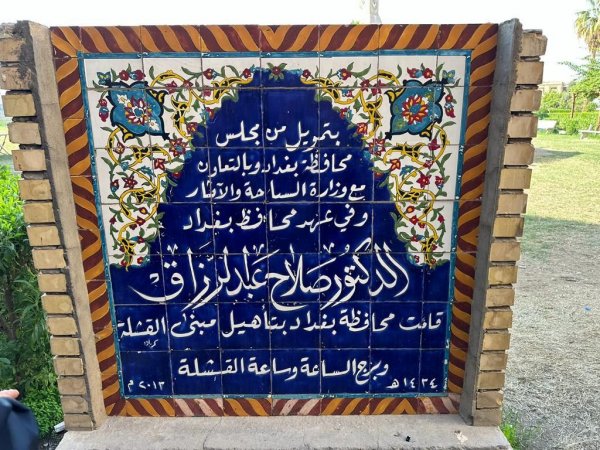 بتمويل من مجلس
محافظة بغداد وبالتعاون
مع وزارة السياحة والآثار
وفي عهد محافظ بغداد
الدكتور صلاح عبد الرزاق
قامت محافظة بغداد بتأهيل مبنى القشلة
وبرج الساعة وساعة القشلة
١٤٣٤ هـ
٢٠١٣ م